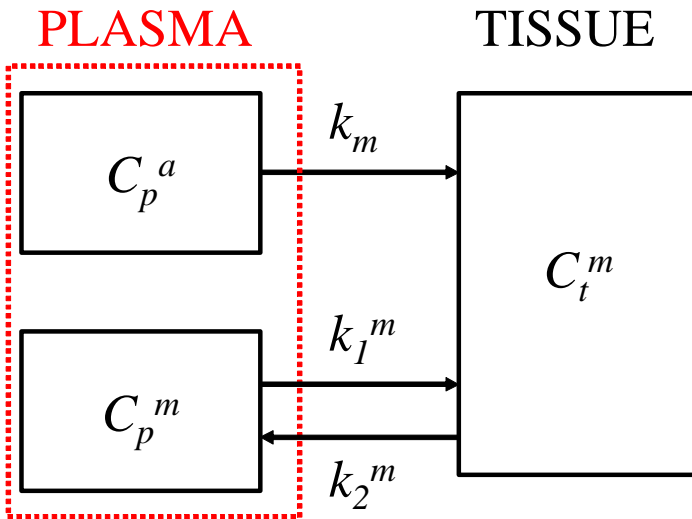 PLASMA
TISSUE
C_p^a
k_m
C_t^m
k_1^m
C_p^m
k_2^m